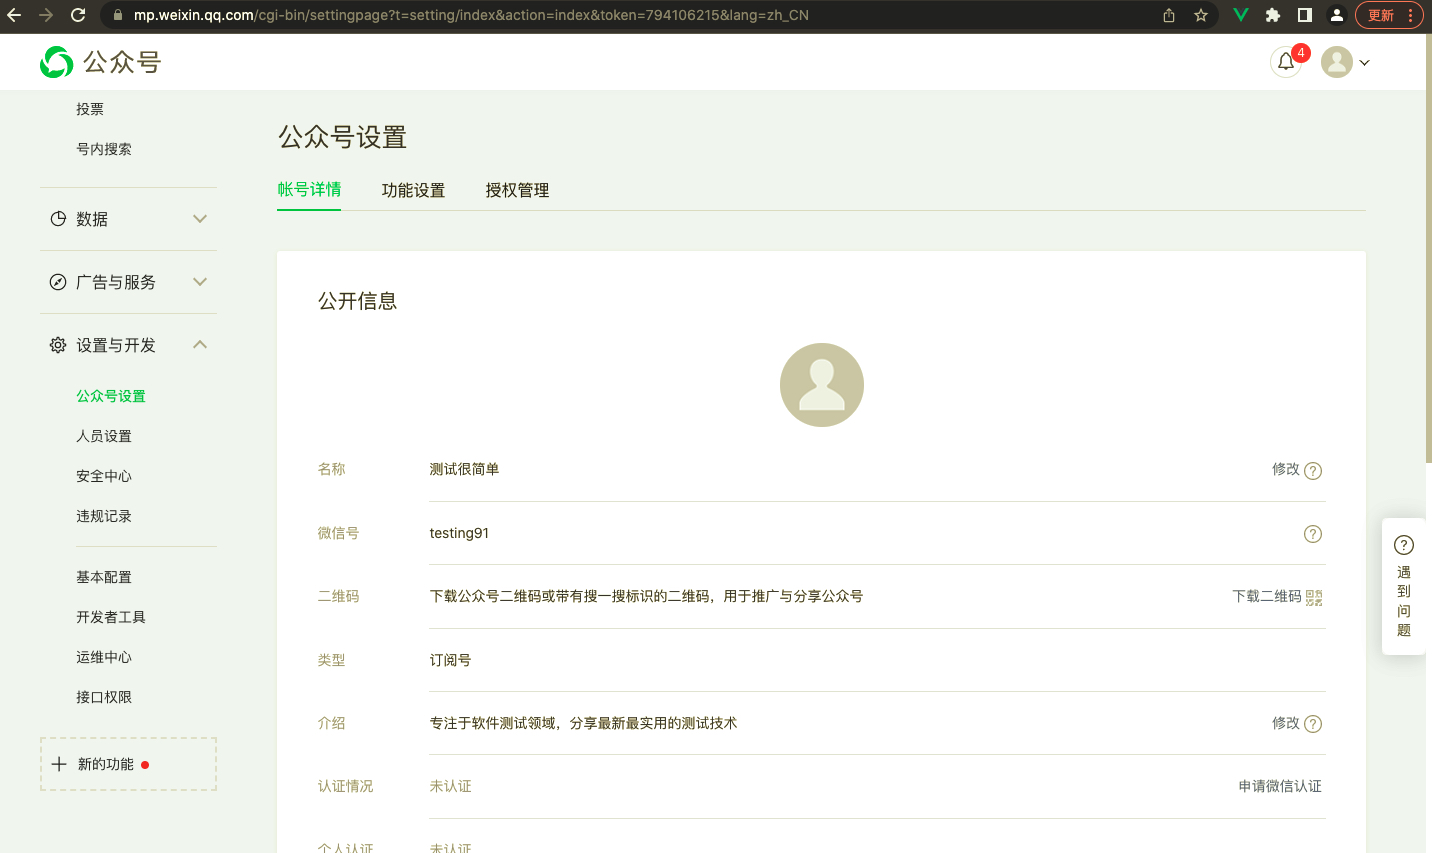 mp.weixin.qq.com/cgi-bin/settingpage?t=setting/index&action=index&token=794106215&lang=zh_CN
更新
公众号
4
投票
号内搜索
数据
广告与服务
设置与开发
公众号设置
人员设置
安全中心
违规记录
基本配置
开发者工具
运维中心
接口权限
新的功能
公众号设置
帐号详情 功能设置 授权管理
公开信息
名称 测试很简单 修改
微信号 testing91
二维码 下载公众号二维码或带有搜一搜标识的二维码，用于推广与分享公众号 下载二维码
类型 订阅号
介绍 专注于软件测试领域，分享最新最实用的测试技术 修改
认证情况 未认证 申请微信认证
个人认证 未认证
遇到问题